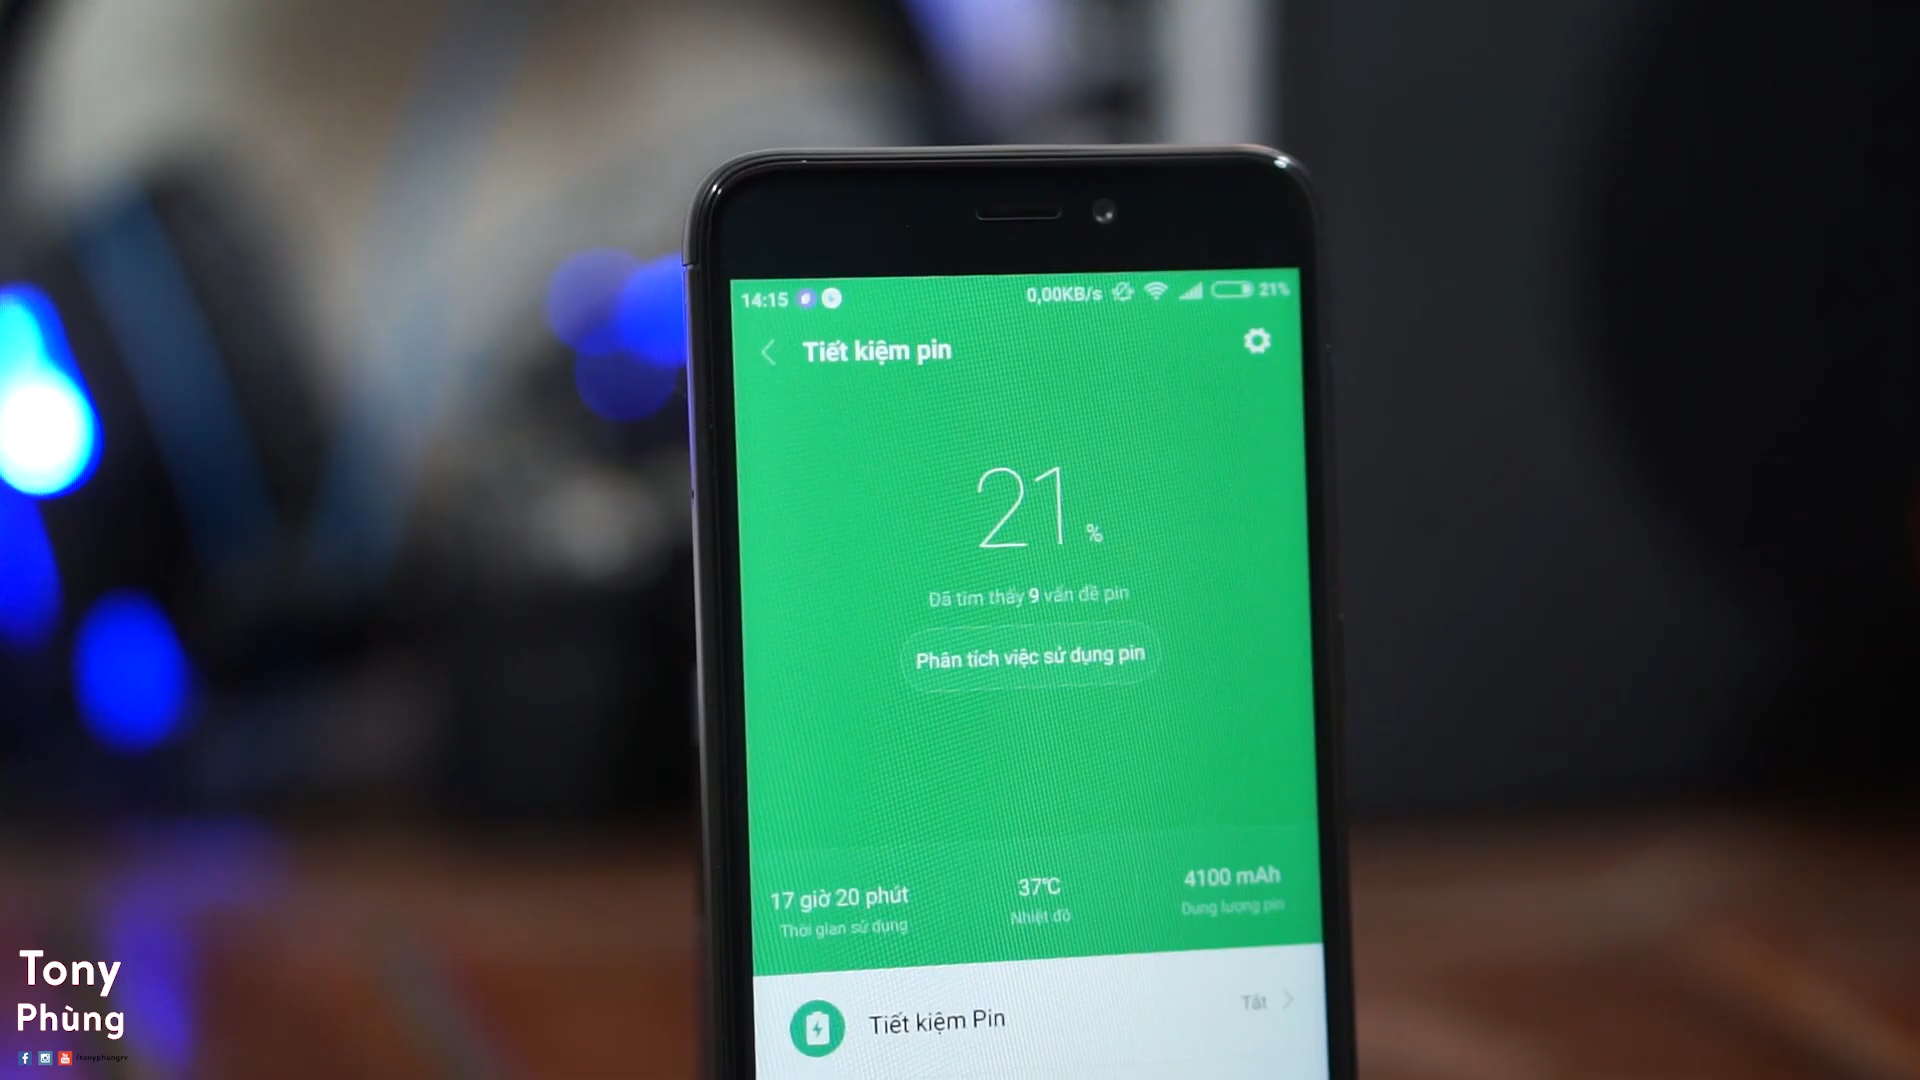 14:15 0,00KB/s 21%
Tiết kiệm pin
21 %
Đã tìm thấy 9 vấn đề pin
Phân tích việc sử dụng pin
17 giờ 20 phút 37℃ 4100 mAh
Thời gian sử dụng Nhiệt độ Dung lượng pin
Tiết kiệm Pin Tắt
Tony
Phùng
/tonyphungrv